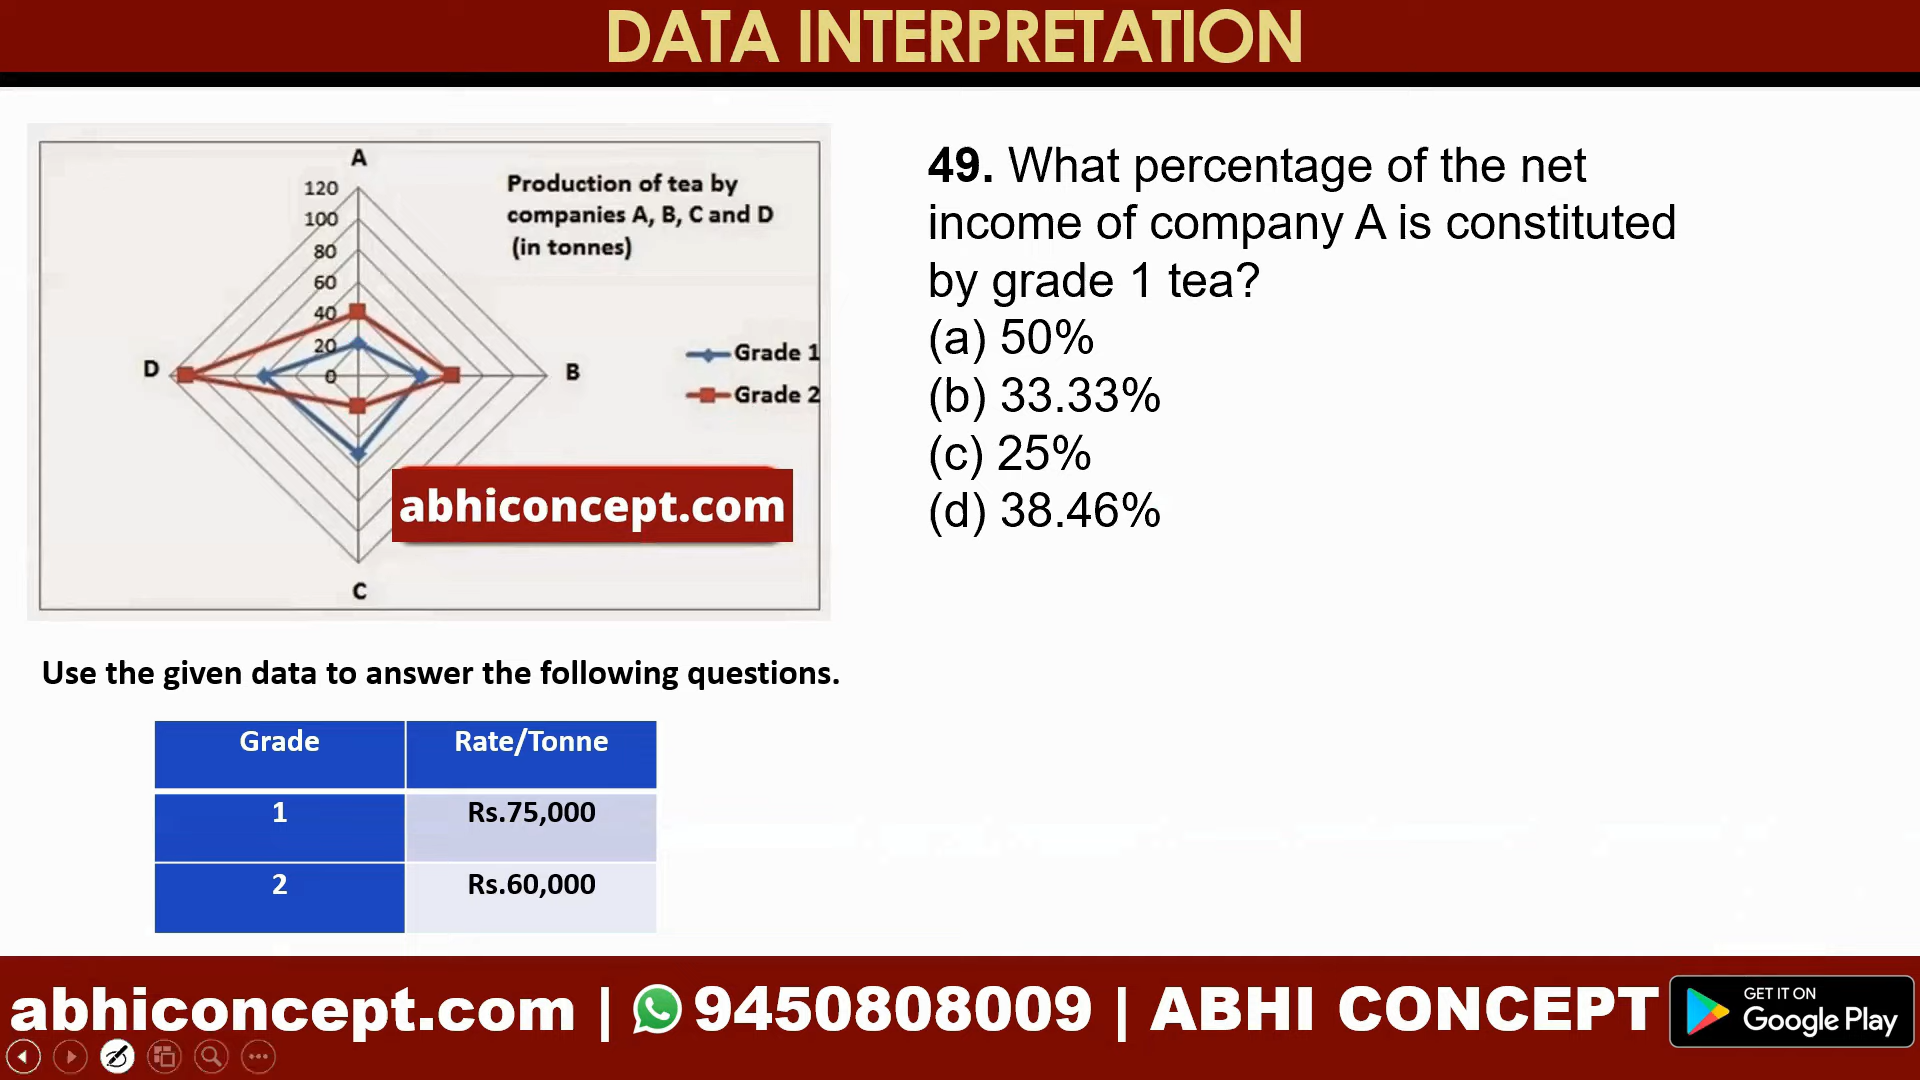 DATA INTERPRETATION
A
Production of tea by
companies A, B, C and D
(in tonnes)
120
100
80
60
40
20
0
D
B
C
Grade 1
Grade 2
abhiconcept.com
49. What percentage of the net
income of company A is constituted
by grade 1 tea?
(a) 50%
(b) 33.33%
(c) 25%
(d) 38.46%
Use the given data to answer the following questions.
Grade Rate/Tonne
1 Rs.75,000
2 Rs.60,000
abhiconcept.com | 9450808009 | ABHI CONCEPT
GET IT ON
Google Play